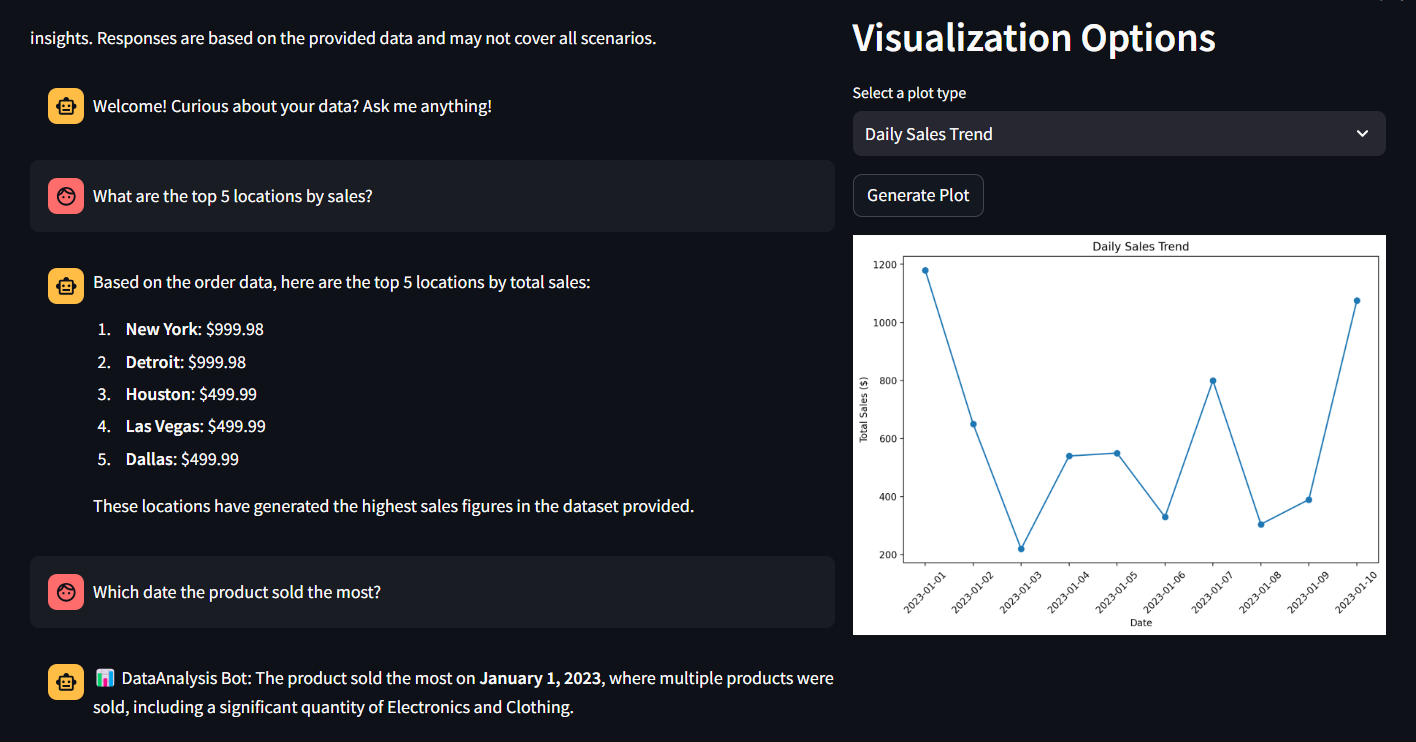 insights. Responses are based on the provided data and may not cover all scenarios.
Welcome! Curious about your data? Ask me anything!
What are the top 5 locations by sales?
Based on the order data, here are the top 5 locations by total sales:
1. New York: $999.98
2. Detroit: $999.98
3. Houston: $499.99
4. Las Vegas: $499.99
5. Dallas: $499.99
These locations have generated the highest sales figures in the dataset provided.
Which date the product sold the most?
📊 DataAnalysis Bot: The product sold the most on January 1, 2023, where multiple products were
sold, including a significant quantity of Electronics and Clothing.
Visualization Options
Select a plot type
Daily Sales Trend
Generate Plot
Daily Sales Trend
Total Sales ($)
1200
1000
800
600
400
200
2023-01-01
2023-01-02
2023-01-03
2023-01-04
2023-01-05
2023-01-06
2023-01-07
2023-01-08
2023-01-09
2023-01-10
Date